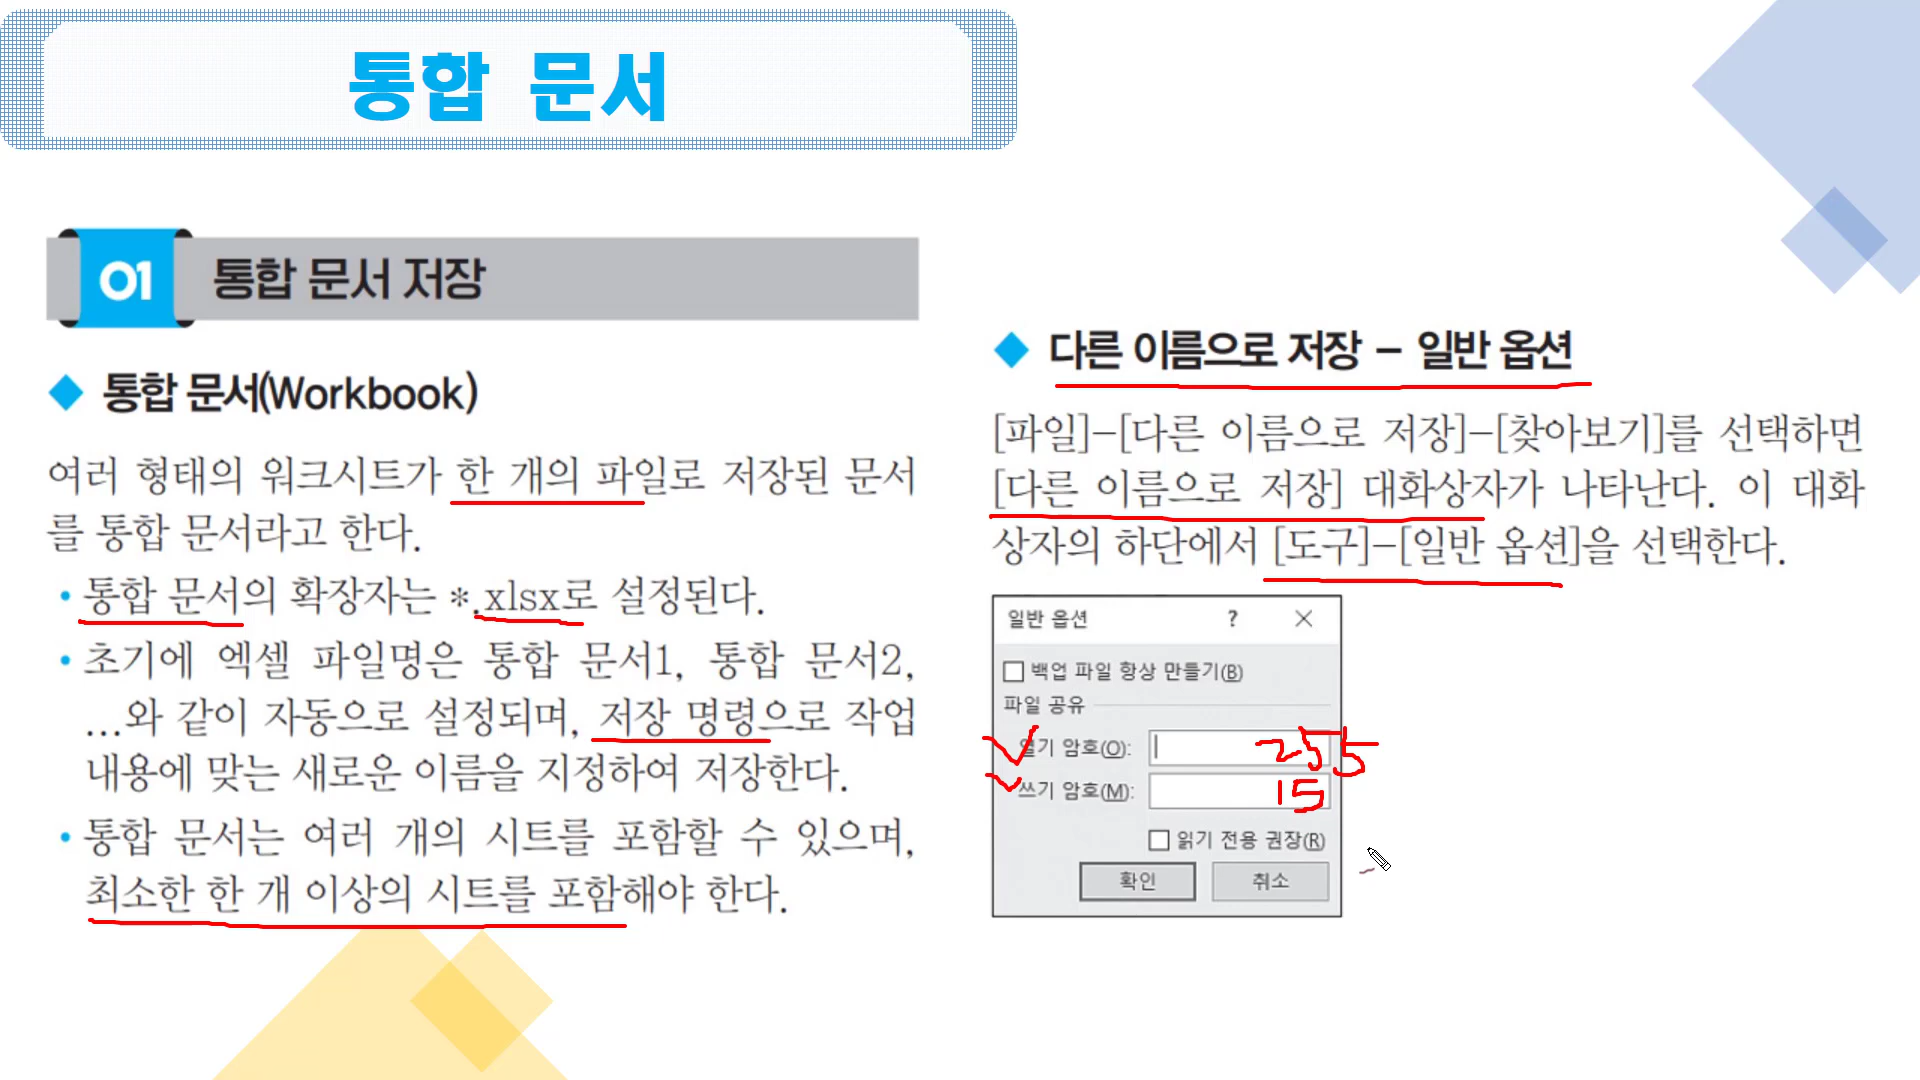 통합 문서
01 통합 문서 저장
통합 문서(Workbook)
여러 형태의 워크시트가 한 개의 파일로 저장된 문서
를 통합 문서라고 한다.
• 통합 문서의 확장자는 *.xlsx로 설정된다.
• 초기에 엑셀 파일명은 통합 문서1, 통합 문서2,
…와 같이 자동으로 설정되며, 저장 명령으로 작업
내용에 맞는 새로운 이름을 지정하여 저장한다.
• 통합 문서는 여러 개의 시트를 포함할 수 있으며,
최소한 한 개 이상의 시트를 포함해야 한다.
다른 이름으로 저장 – 일반 옵션
[파일]–[다른 이름으로 저장]–[찾아보기]를 선택하면
[다른 이름으로 저장] 대화상자가 나타난다. 이 대화
상자의 하단에서 [도구]–[일반 옵션]을 선택한다.
일반 옵션 ?
백업 파일 항상 만들기(B)
파일 공유
열기 암호(O): 255
쓰기 암호(M): 15
읽기 전용 권장(R)
확인 취소